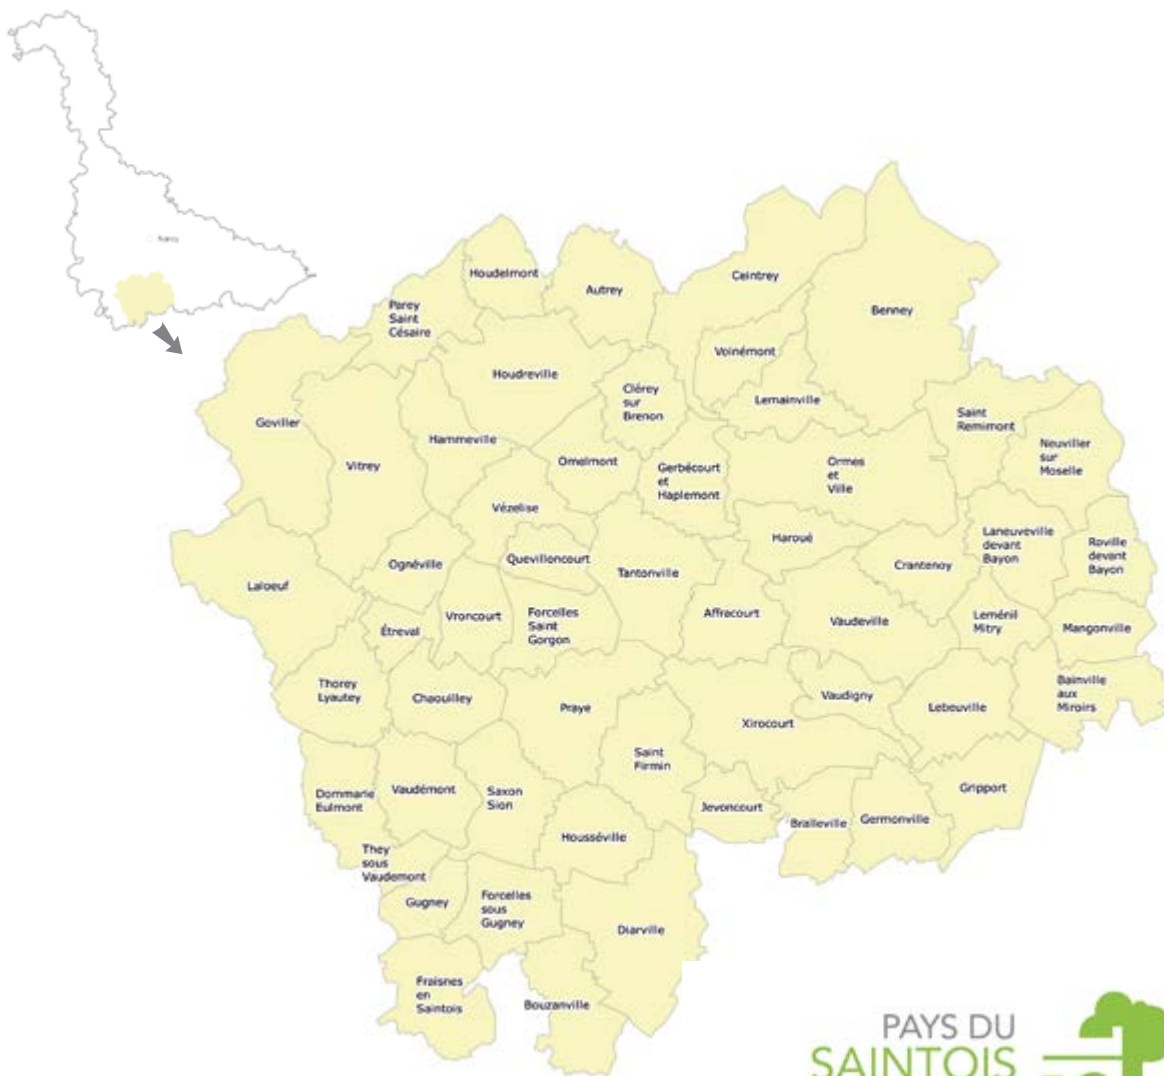 Nancy
Houdelmont
Autrey
Ceintrey
Benney
Parey
Saint
Césaire
Houdreville
Voinémont
Clérey
sur
Brenon
Lemainville
Goviller
Vitrey
Hammeville
Omelmont
Gerbécourt
et
Haplemont
Ormes
et
Ville
Saint
Remimont
Neuviller
sur
Moselle
Vézelise
Quevilloncourt
Tantonville
Haroué
Crantenoy
Laneuveville
devant
Bayon
Roville
devant
Bayon
Laloeuf
Ognéville
Étreval
Vroncourt
Forcelles
Saint
Gorgon
Affracourt
Vaudeville
Leménil
Mitry
Mangonville
Thorey
Lyautey
Chaouilley
Praye
Xirocourt
Vaudigny
Lebeuville
Bainville
aux
Miroirs
Dommarie
Eulmont
Vaudémont
Saxon
Sion
Saint
Firmin
Jevoncourt
Bralleville
Germonville
Gripport
They
sous
Vaudemont
Housséville
Gugney
Forcelles
sous
Gugney
Diarville
Fraisnes
en
Saintois
Bouzanville
PAYS DU
SAINTOIS